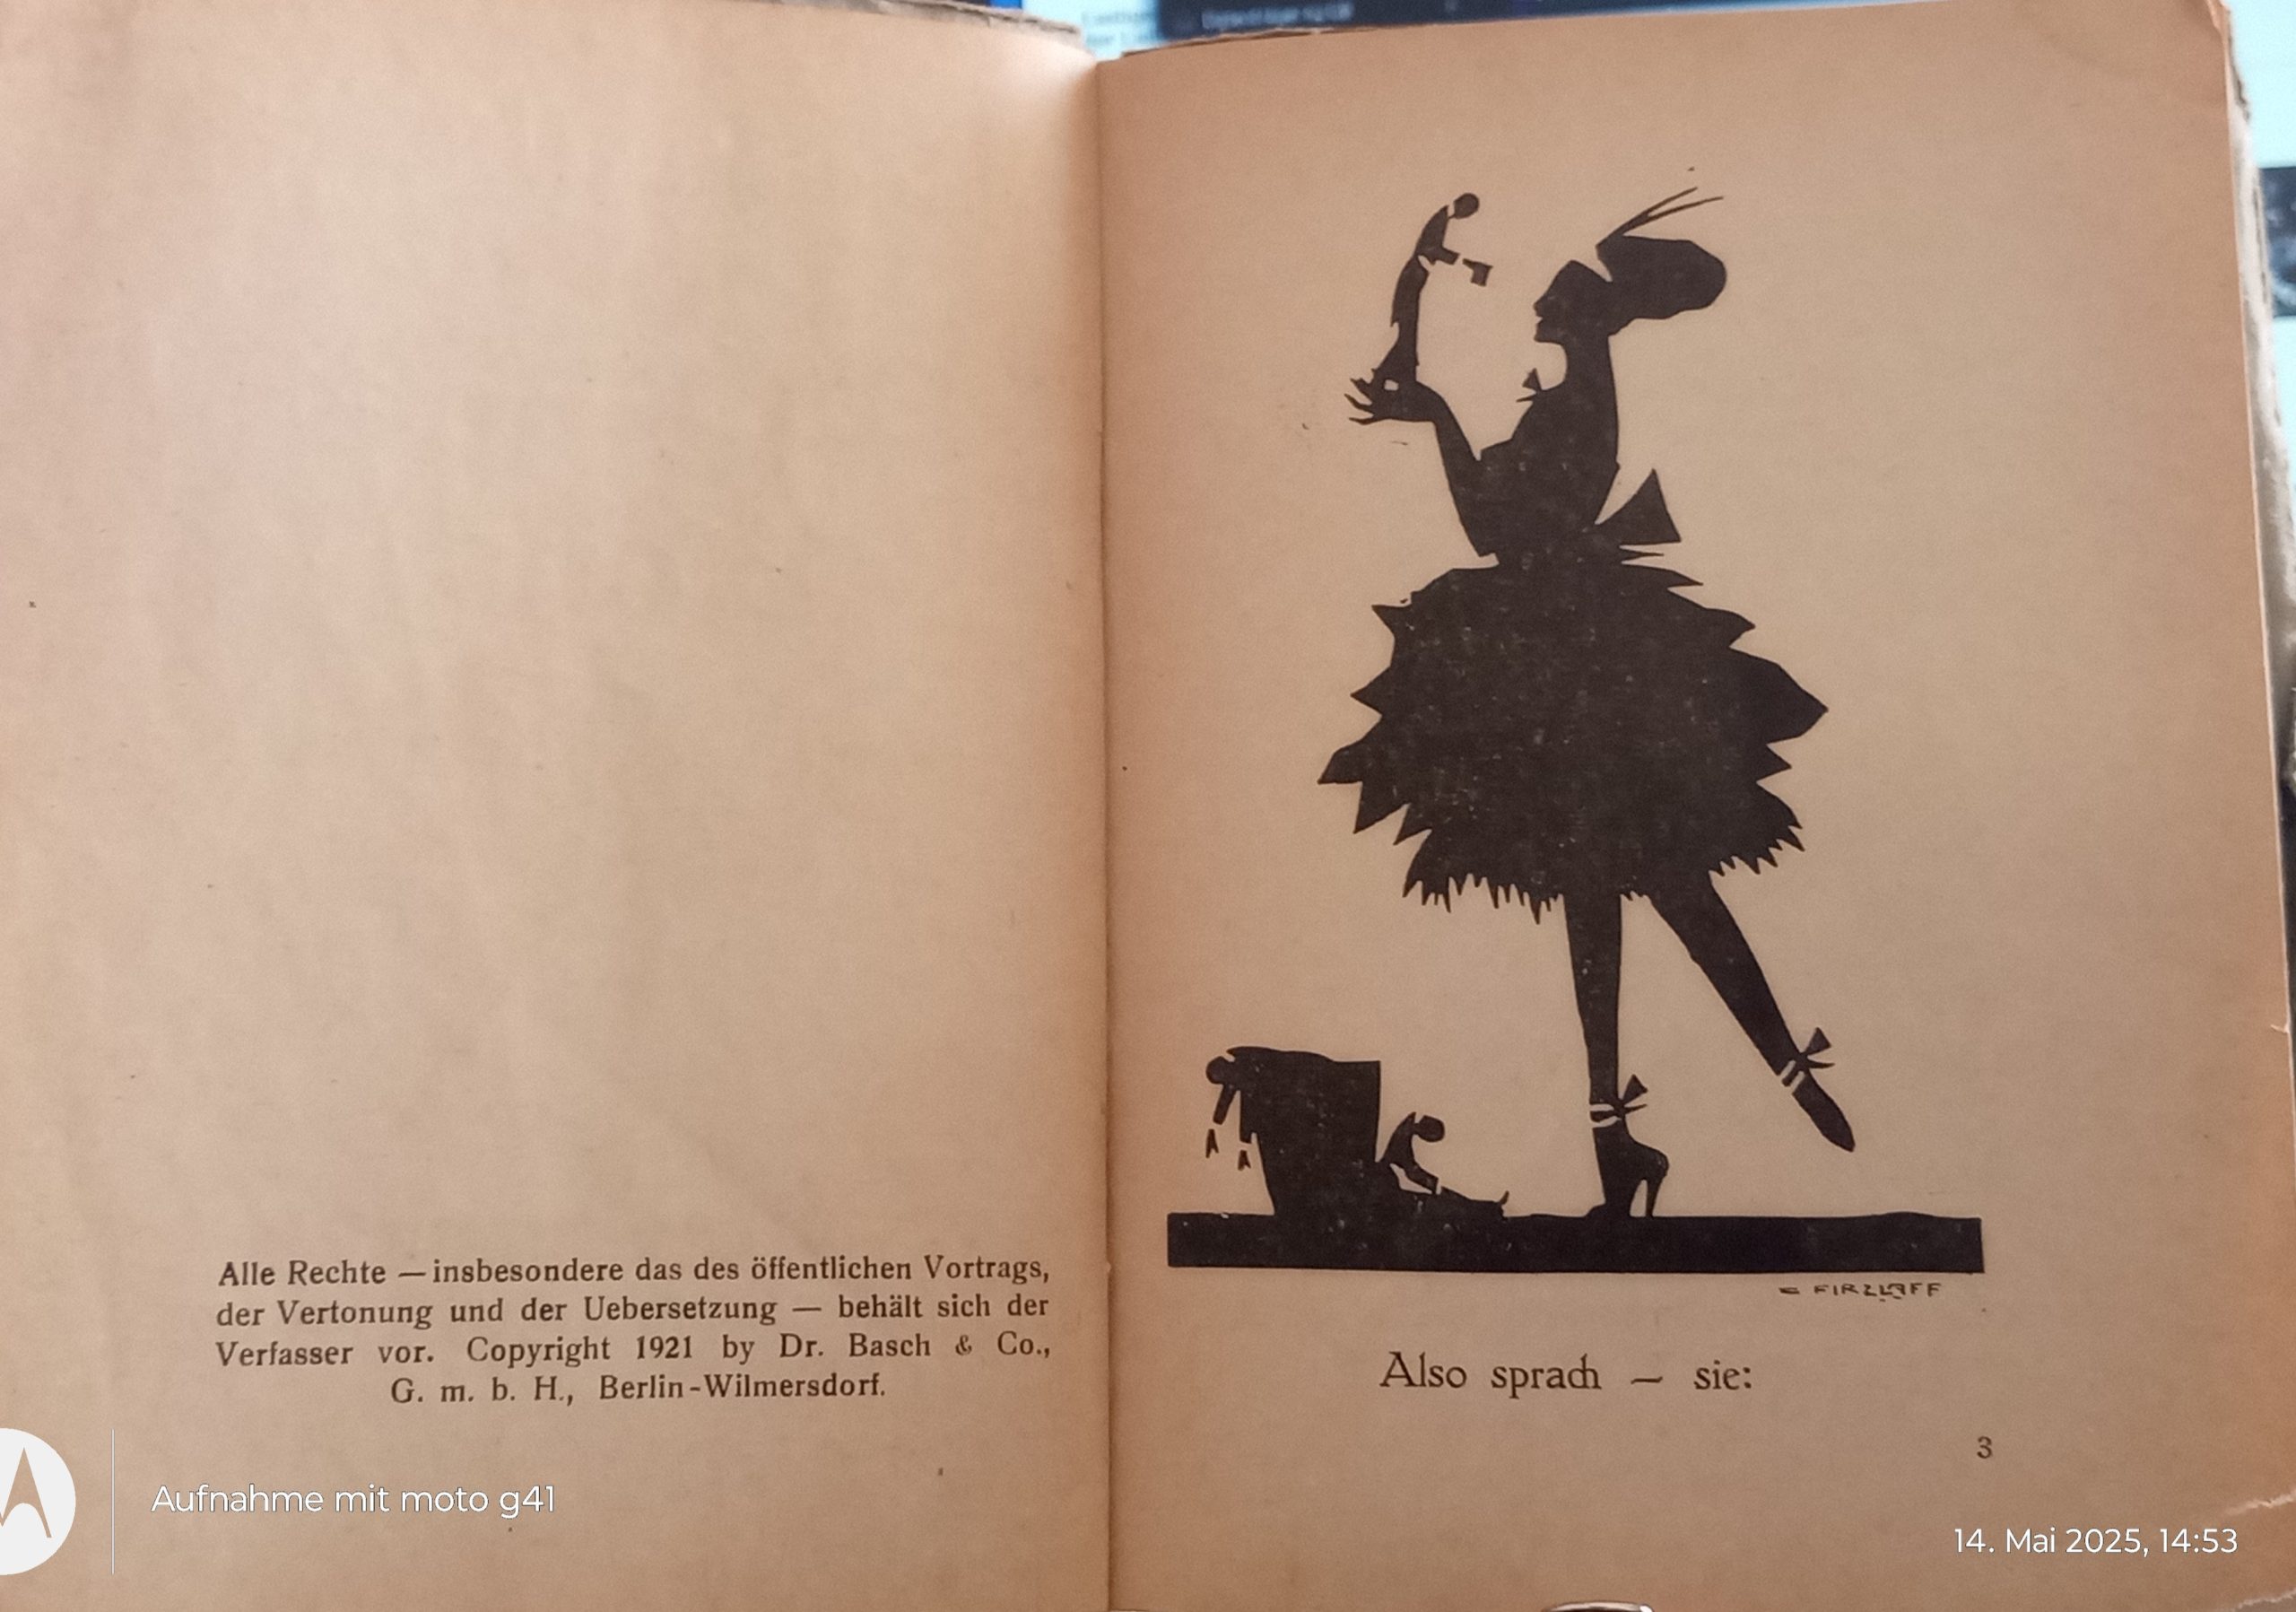 Alle Rechte — insbesondere das des öffentlichen Vortrags,
der Vertonung und der Uebersetzung — behält sich der
Verfasser vor. Copyright 1921 by Dr. Basch & Co.,
G. m. b. H., Berlin-Wilmersdorf.
FIRZLAFF
Also sprach — sie:
3
Aufnahme mit moto g41
14. Mai 2025, 14:53